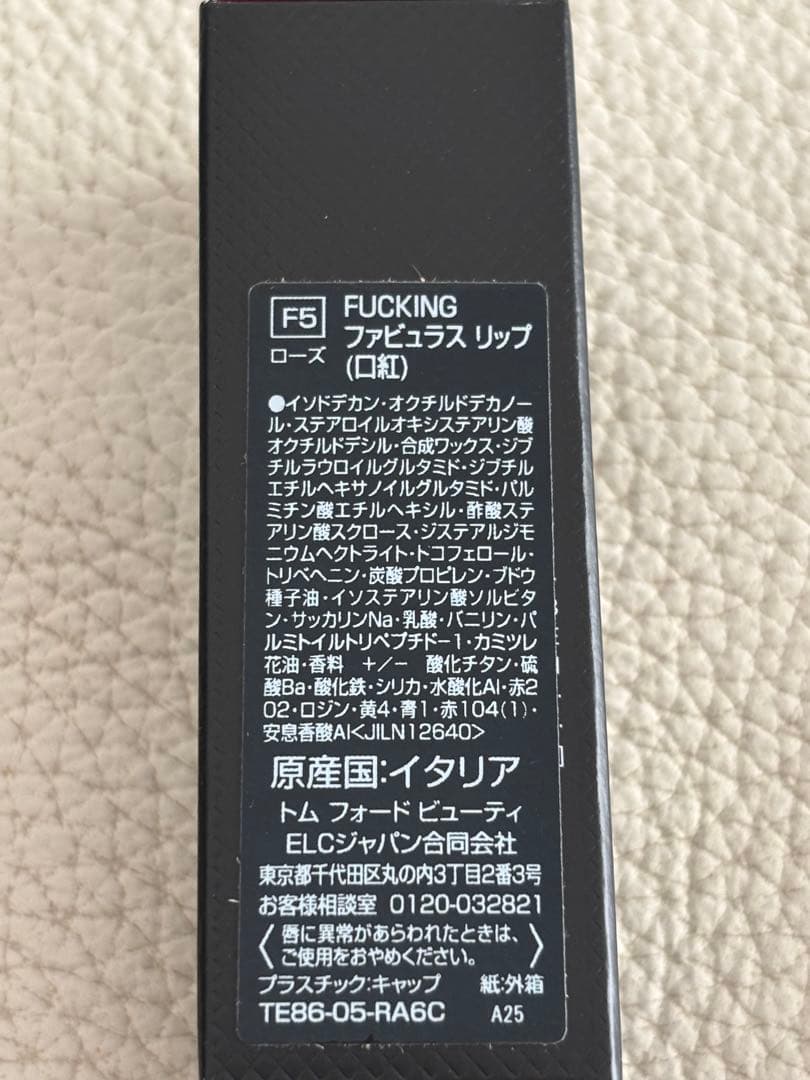 F5
ローズ
FUCKING
ファビュラス リップ
(口紅)
●イソドデカン・オクチルドデカノー
ル・ステアロイルオキシステアリン酸
オクチルドデシル・合成ワックス・ジブ
チルラウロイルグルタミド・ジブチル
エチルヘキサノイルグルタミド・パル
ミチン酸エチルヘキシル・酢酸ステ
アリン酸スクロース・ジステアルジモ
ニウムヘクトライト・トコフェロール・
トリベヘニン・炭酸プロピレン・ブドウ
種子油・イソステアリン酸ソルビタ
ン・サッカリンNa・乳酸・バニリン・パ
ルミトイルトリペプチド-1・カミツレ
花油・香料 +/- 酸化チタン・硫
酸Ba・酸化鉄・シリカ・水酸化Al・赤2
02・ロジン・黄4・青1・赤104(1)・
安息香酸Al<JILN12640>
原産国:イタリア
トム フォード ビューティ
ELCジャパン合同会社
東京都千代田区丸の内3丁目2番3号
お客様相談室 0120-032821
〈唇に異常があらわれたときは、
ご使用をおやめください。〉
プラスチック:キャップ 紙:外箱
TE86-05-RA6C A25